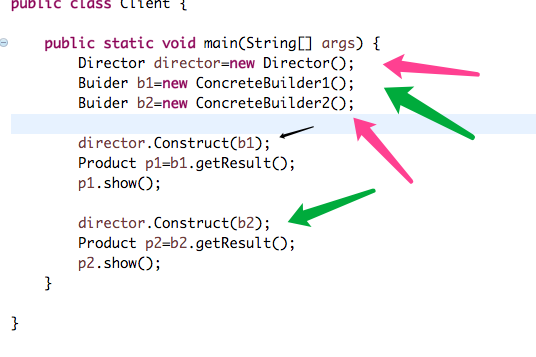 public class Client {
public static void main(String[] args) {
Director director=new Director();
Buider b1=new ConcreteBuilder1();
Buider b2=new ConcreteBuilder2();
director.Construct(b1);
Product p1=b1.getResult();
p1.show();
director.Construct(b2);
Product p2=b2.getResult();
p2.show();
}
}